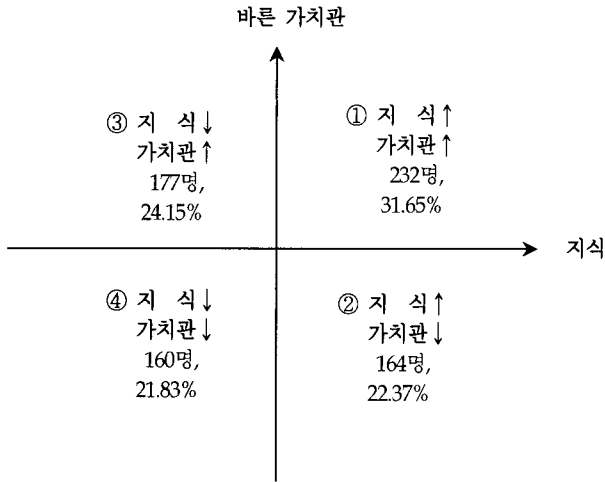 바른 가치관
③ 지 식↓
가치관↑
177명,
24.15%
① 지 식↑
가치관↑
232명,
31.65%
지식
④ 지 식↓
가치관↓
160명,
21.83%
② 지 식↑
가치관↓
164명,
22.37%